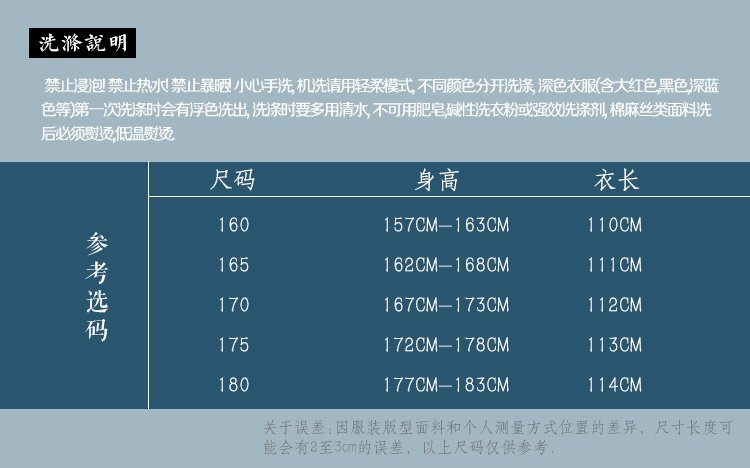 洗滌說明
禁止浸泡! 禁止热水! 禁止暴晒! 小心手洗, 机洗请用轻柔模式, 不同颜色分开洗涤, 深色衣服(含大红色,黑色,深蓝
色等)第一次洗涤时会有浮色洗出, 洗涤时要多用清水, 不可用肥皂,碱性洗衣粉或强效洗涤剂, 棉麻丝类面料洗
后必须熨烫,低温熨烫.
参考选码
尺码 身高 衣长
160 157CM—163CM 110CM
165 162CM—168CM 111CM
170 167CM—173CM 112CM
175 172CM—178CM 113CM
180 177CM—183CM 114CM
关于误差:因服装版型面料和个人测量方式位置的差异, 尺寸长度可
能会有2至3cm的误差, 以上尺码仅供参考.